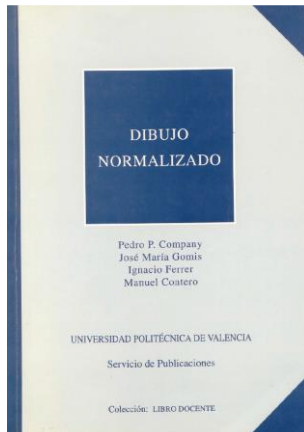 DIBUJO
NORMALIZADO
Pedro P. Company
José María Gomis
Ignacio Ferrer
Manuel Contero
UNIVERSIDAD POLITÉCNICA DE VALENCIA
Servicio de Publicaciones
Colección: LIBRO DOCENTE